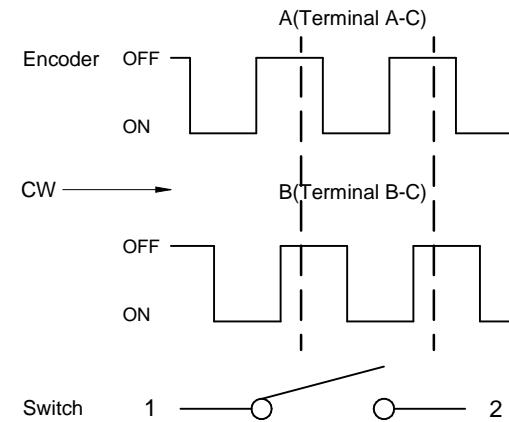 A(Terminal A-C)
Encoder OFF
ON
CW
B(Terminal B-C)
OFF
ON
Switch 1 2